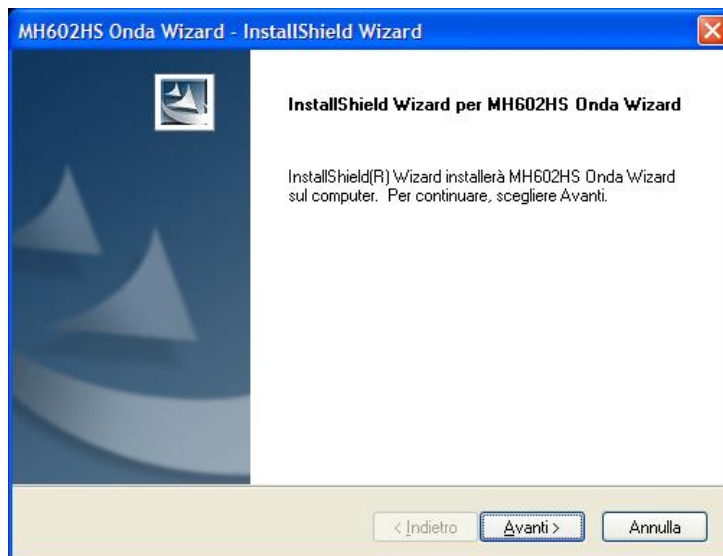 MH602HS Onda Wizard - InstallShield Wizard
InstallShield Wizard per MH602HS Onda Wizard
InstallShield(R) Wizard installerà MH602HS Onda Wizard
sul computer. Per continuare, scegliere Avanti.
< Indietro Avanti > Annulla